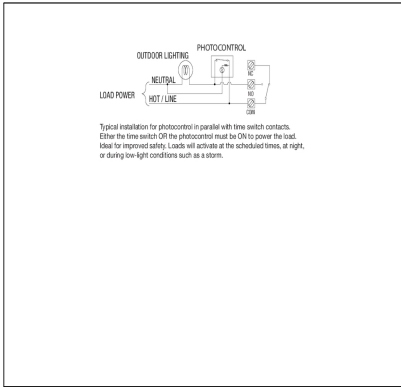 PHOTOCONTROL
OUTDOOR LIGHTING
NC
NEUTRAL
NO
LOAD POWER
HOT / LINE
COM
Typical installation for photocontrol in parallel with time switch contacts.
Either the time switch OR the photocontrol must be ON to power the load.
Ideal for improved safety. Loads will activate at the scheduled times, at night,
or during low-light conditions such as a storm.